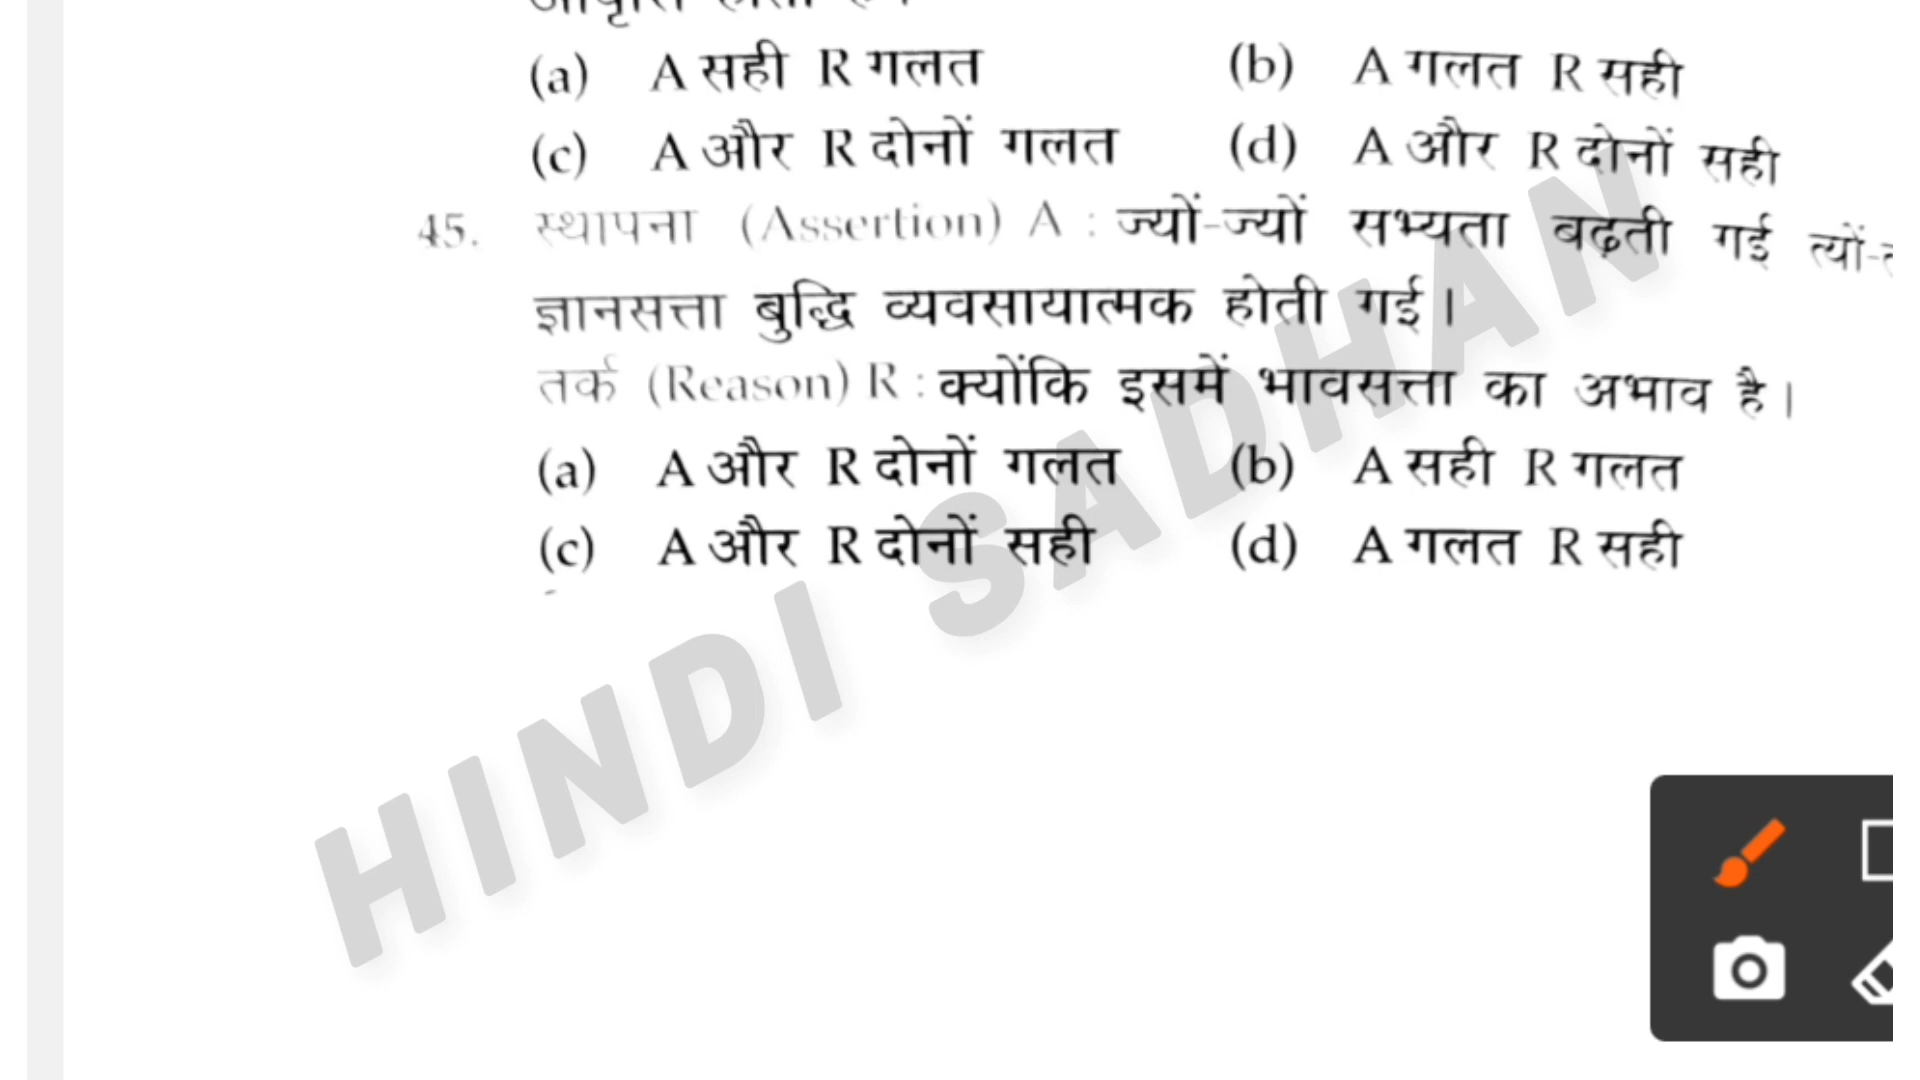 (a) A सही R गलत (b) A गलत R सही
(c) A और R दोनों गलत (d) A और R दोनों सही
45. स्थापना (Assertion) A : ज्यों-ज्यों सभ्यता बढ़ती गई
ज्ञानसत्ता बुद्धि व्यवसायात्मक होती गई।
तर्क (Reason) R : क्योंकि इसमें भावसत्ता का अभाव है।
(a) A और R दोनों गलत (b) A सही R गलत
(c) A और R दोनों सही (d) A गलत R सही
HINDI SADHAN